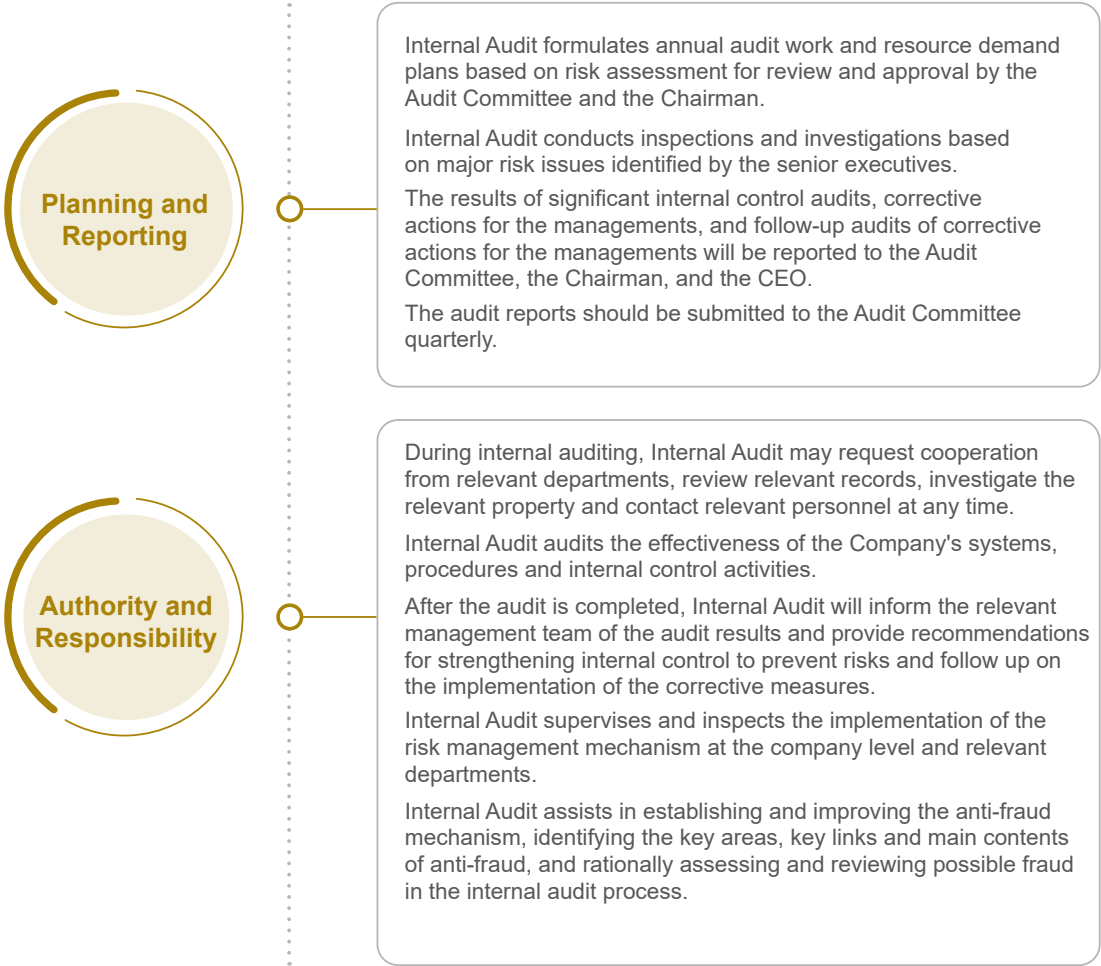 Planning and
Reporting
Internal Audit formulates annual audit work and resource demand
plans based on risk assessment for review and approval by the
Audit Committee and the Chairman.
Internal Audit conducts inspections and investigations based
on major risk issues identified by the senior executives.
The results of significant internal control audits, corrective
actions for the managements, and follow-up audits of corrective
actions for the managements will be reported to the Audit
Committee, the Chairman, and the CEO.
The audit reports should be submitted to the Audit Committee
quarterly.
Authority and
Responsibility
During internal auditing, Internal Audit may request cooperation
from relevant departments, review relevant records, investigate the
relevant property and contact relevant personnel at any time.
Internal Audit audits the effectiveness of the Company's systems,
procedures and internal control activities.
After the audit is completed, Internal Audit will inform the relevant
management team of the audit results and provide recommendations
for strengthening internal control to prevent risks and follow up on
the implementation of the corrective measures.
Internal Audit supervises and inspects the implementation of the
risk management mechanism at the company level and relevant
departments.
Internal Audit assists in establishing and improving the anti-fraud
mechanism, identifying the key areas, key links and main contents
of anti-fraud, and rationally assessing and reviewing possible fraud
in the internal audit process.